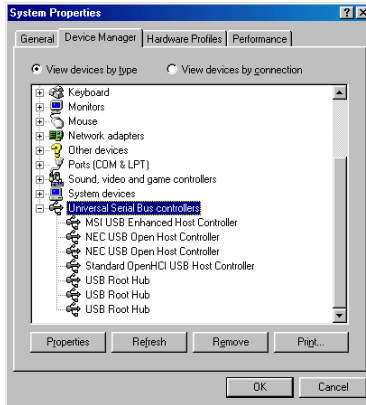 System Properties
General Device Manager Hardware Profiles Performance
View devices by type View devices by connection
Keyboard
Monitors
Mouse
Network adapters
Other devices
Ports (COM & LPT)
Sound, video and game controllers
System devices
Universal Serial Bus controllers
MSI USB Enhanced Host Controller
NEC USB Open Host Controller
NEC USB Open Host Controller
Standard OpenHCI USB Host Controller
USB Root Hub
USB Root Hub
USB Root Hub
Properties Refresh Remove Print...
OK Cancel